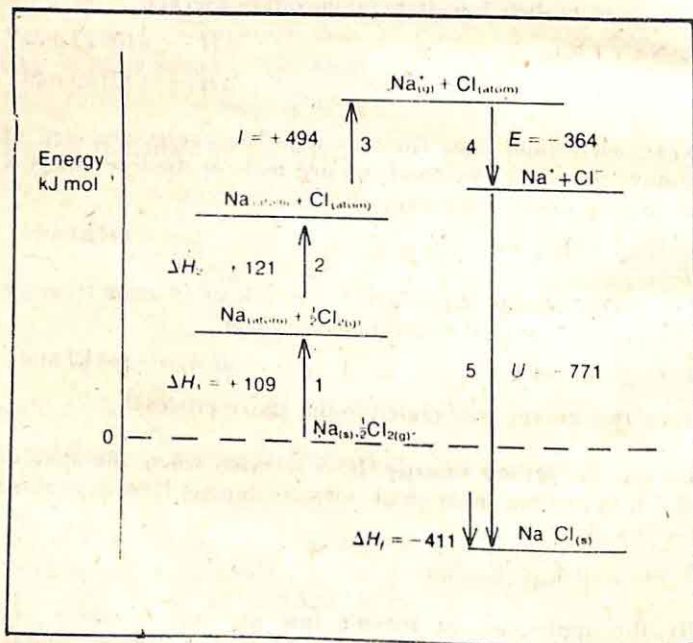 Na⁺(g) + Cl(atom)
I = +494
3
4
E = −364
Energy
kJ mol
Na⁺ + Cl⁻
Na + Cl(atom)
ΔH₂ + 121
2
Na(atom) + ½Cl₂(g)
5
U − 771
ΔH₁ = +109
1
Na(s), ½Cl₂(g)
0
ΔHf = −411
Na Cl(s)